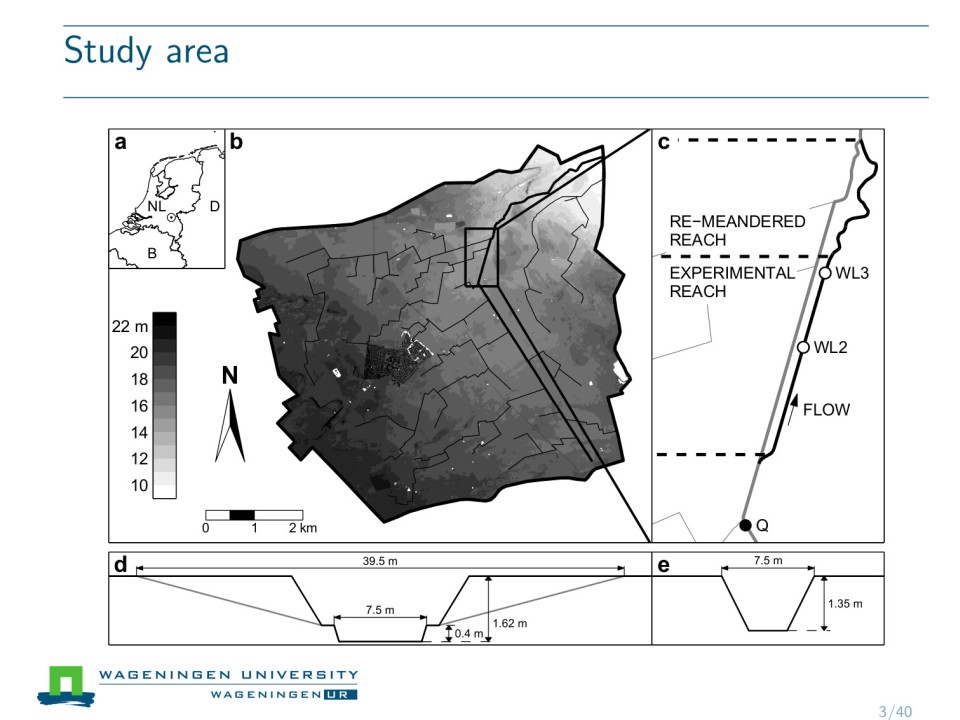 Study area
a
NL
D
B
b
22 m
20
18
16
14
12
10
N
0 1 2 km
c
RE−MEANDERED
REACH
EXPERIMENTAL
REACH
WL3
WL2
FLOW
Q
d
39.5 m
7.5 m
1.62 m
0.4 m
e
7.5 m
1.35 m
WAGENINGEN UNIVERSITY
WAGENINGEN UR
3/40